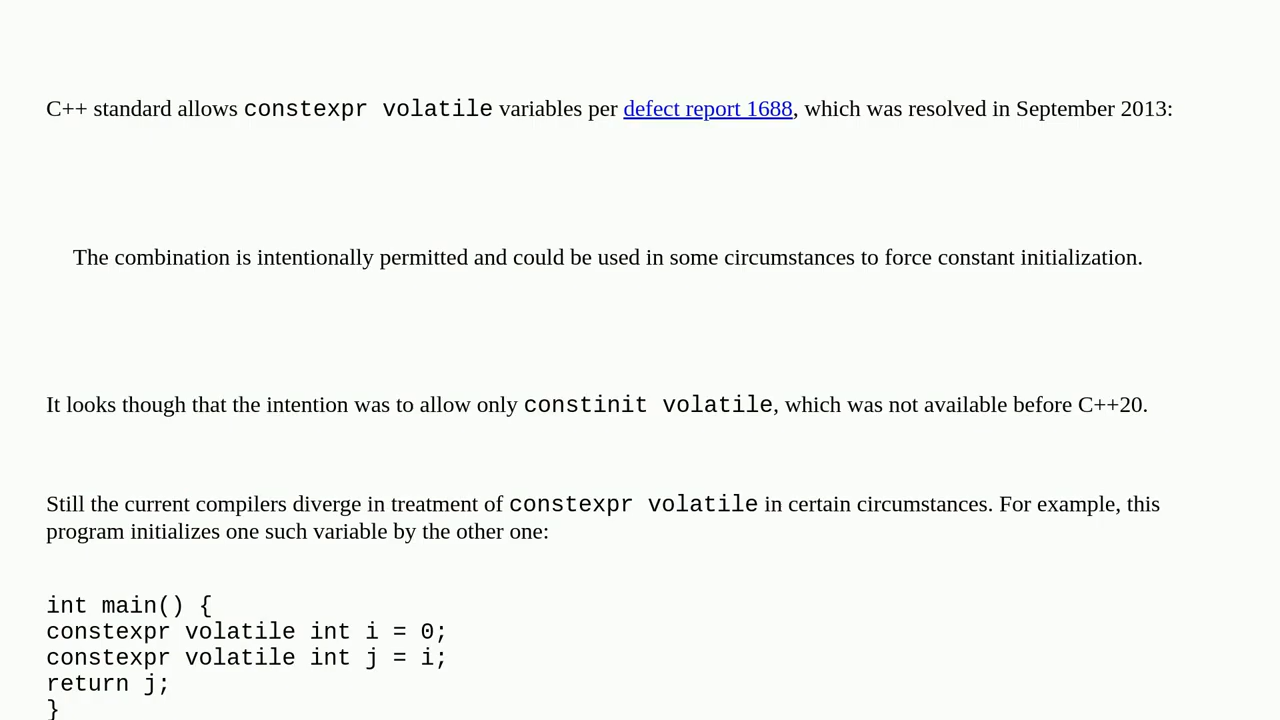 C++ standard allows constexpr volatile variables per defect report 1688, which was resolved in September 2013:
The combination is intentionally permitted and could be used in some circumstances to force constant initialization.
It looks though that the intention was to allow only constinit volatile, which was not available before C++20.
Still the current compilers diverge in treatment of constexpr volatile in certain circumstances. For example, this
program initializes one such variable by the other one:
int main() {
constexpr volatile int i = 0;
constexpr volatile int j = i;
return j;
}